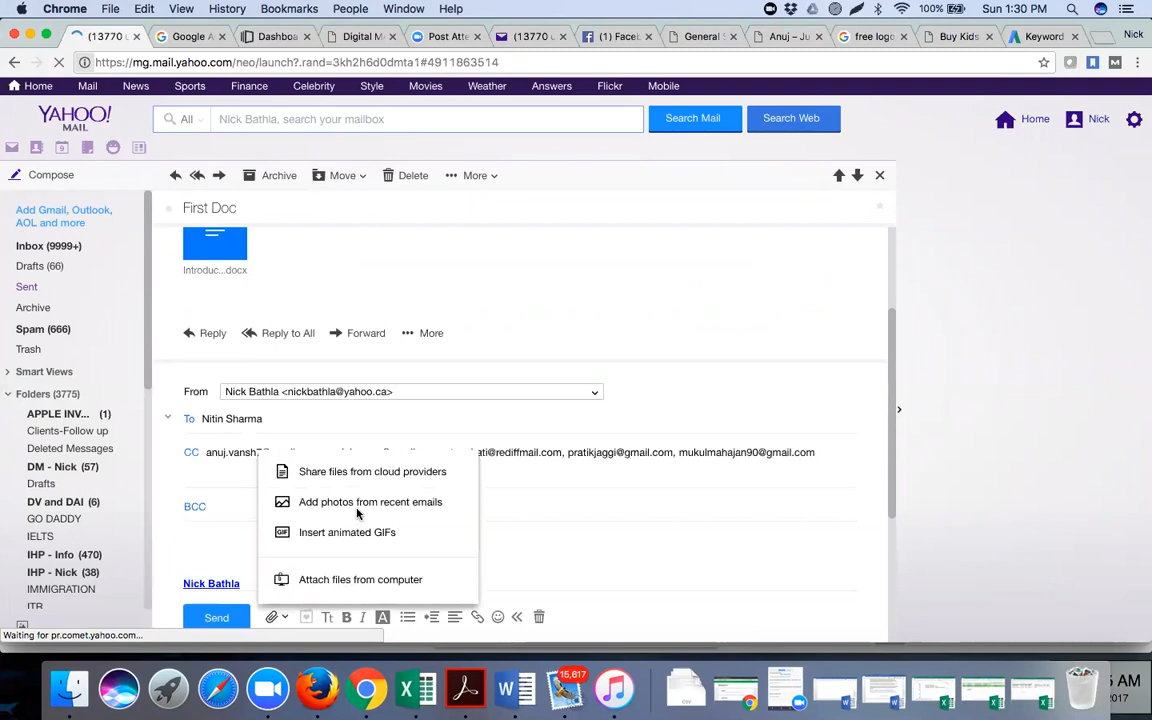 Chrome File Edit View History Bookmarks People Window Help 100% Sun 1:30 PM
(13770 u Google A Dashboa Digital M Post Atte (13770 u (1) Facel General S Anuj – Ju free logo Buy Kids Keyword Nick
https://mg.mail.yahoo.com/neo/launch?.rand=3kh2h6d0dmta1#4911863514
Home Mail News Sports Finance Celebrity Style Movies Weather Answers Flickr Mobile
YAHOO!
MAIL
All Nick Bathla, search your mailbox Search Mail Search Web Home Nick
Compose Archive Move Delete More
Add Gmail, Outlook,
AOL and more
First Doc
Inbox (9999+)
Drafts (66)
Introduc...docx
Sent
Archive
Spam (666)
Reply Reply to All Forward More
Trash
Smart Views
Folders (3775)
From Nick Bathla <nickbathla@yahoo.ca>
APPLE INV... (1)
To Nitin Sharma
Clients-Follow up
Deleted Messages
CC ati@rediffmail.com, pratikjaggi@gmail.com, mukulmahajan90@gmail.com
DM - Nick (57)
Share files from cloud providers
Drafts
DV and DAI (6)
Add photos from recent emails
BCC
GO DADDY
Insert animated GIFs
IELTS
IHP - Info (470)
IHP - Nick (38)
Attach files from computer
Nick Bathla
IMMIGRATION
ITR
Send
Waiting for pr.comet.yahoo.com...
15,617
5 AM
2017